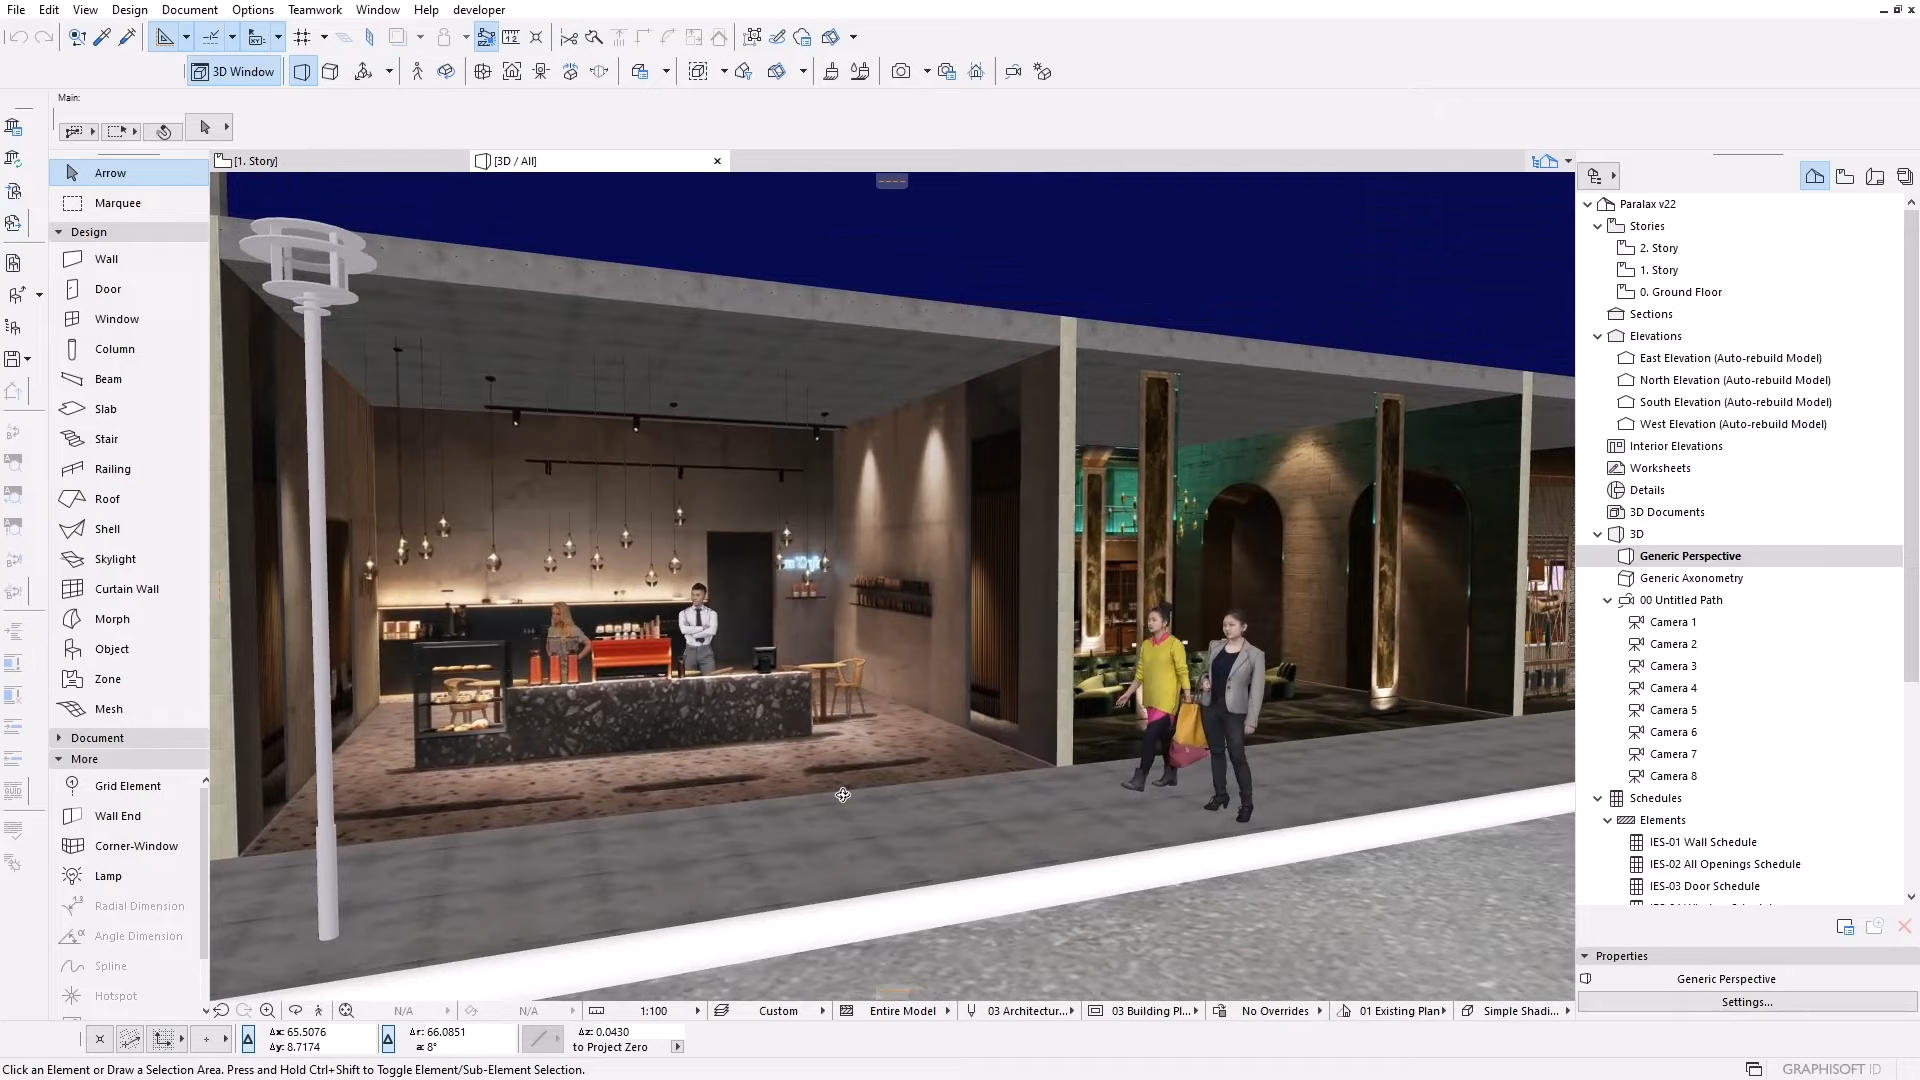 File Edit View Design Document Options Teamwork Window Help developer
3D Window
Main:
[1. Story]
[3D / All]
Arrow
Marquee
Design
Wall
Door
Window
Column
Beam
Slab
Stair
Railing
Roof
Shell
Skylight
Curtain Wall
Morph
Object
Zone
Mesh
Document
More
Grid Element
Wall End
Corner-Window
Lamp
Radial Dimension
Angle Dimension
Spline
Hotspot
Paralax v22
Stories
2. Story
1. Story
0. Ground Floor
Sections
Elevations
East Elevation (Auto-rebuild Model)
North Elevation (Auto-rebuild Model)
South Elevation (Auto-rebuild Model)
West Elevation (Auto-rebuild Model)
Interior Elevations
Worksheets
Details
3D Documents
3D
Generic Perspective
Generic Axonometry
00 Untitled Path
Camera 1
Camera 2
Camera 3
Camera 4
Camera 5
Camera 6
Camera 7
Camera 8
Schedules
Elements
IES-01 Wall Schedule
IES-02 All Openings Schedule
IES-03 Door Schedule
Properties
Generic Perspective
Settings...
N/A N/A 1:100 Custom Entire Model 03 Architectur... 03 Building Pl... No Overrides 01 Existing Plan Simple Shadi...
Δx: 65.5076 Δr: 66.0851 Δz: 0.0430
Δy: 8.7174 a: 8° to Project Zero
Click an Element or Draw a Selection Area. Press and Hold Ctrl+Shift to Toggle Element/Sub-Element Selection.
GRAPHISOFT ID